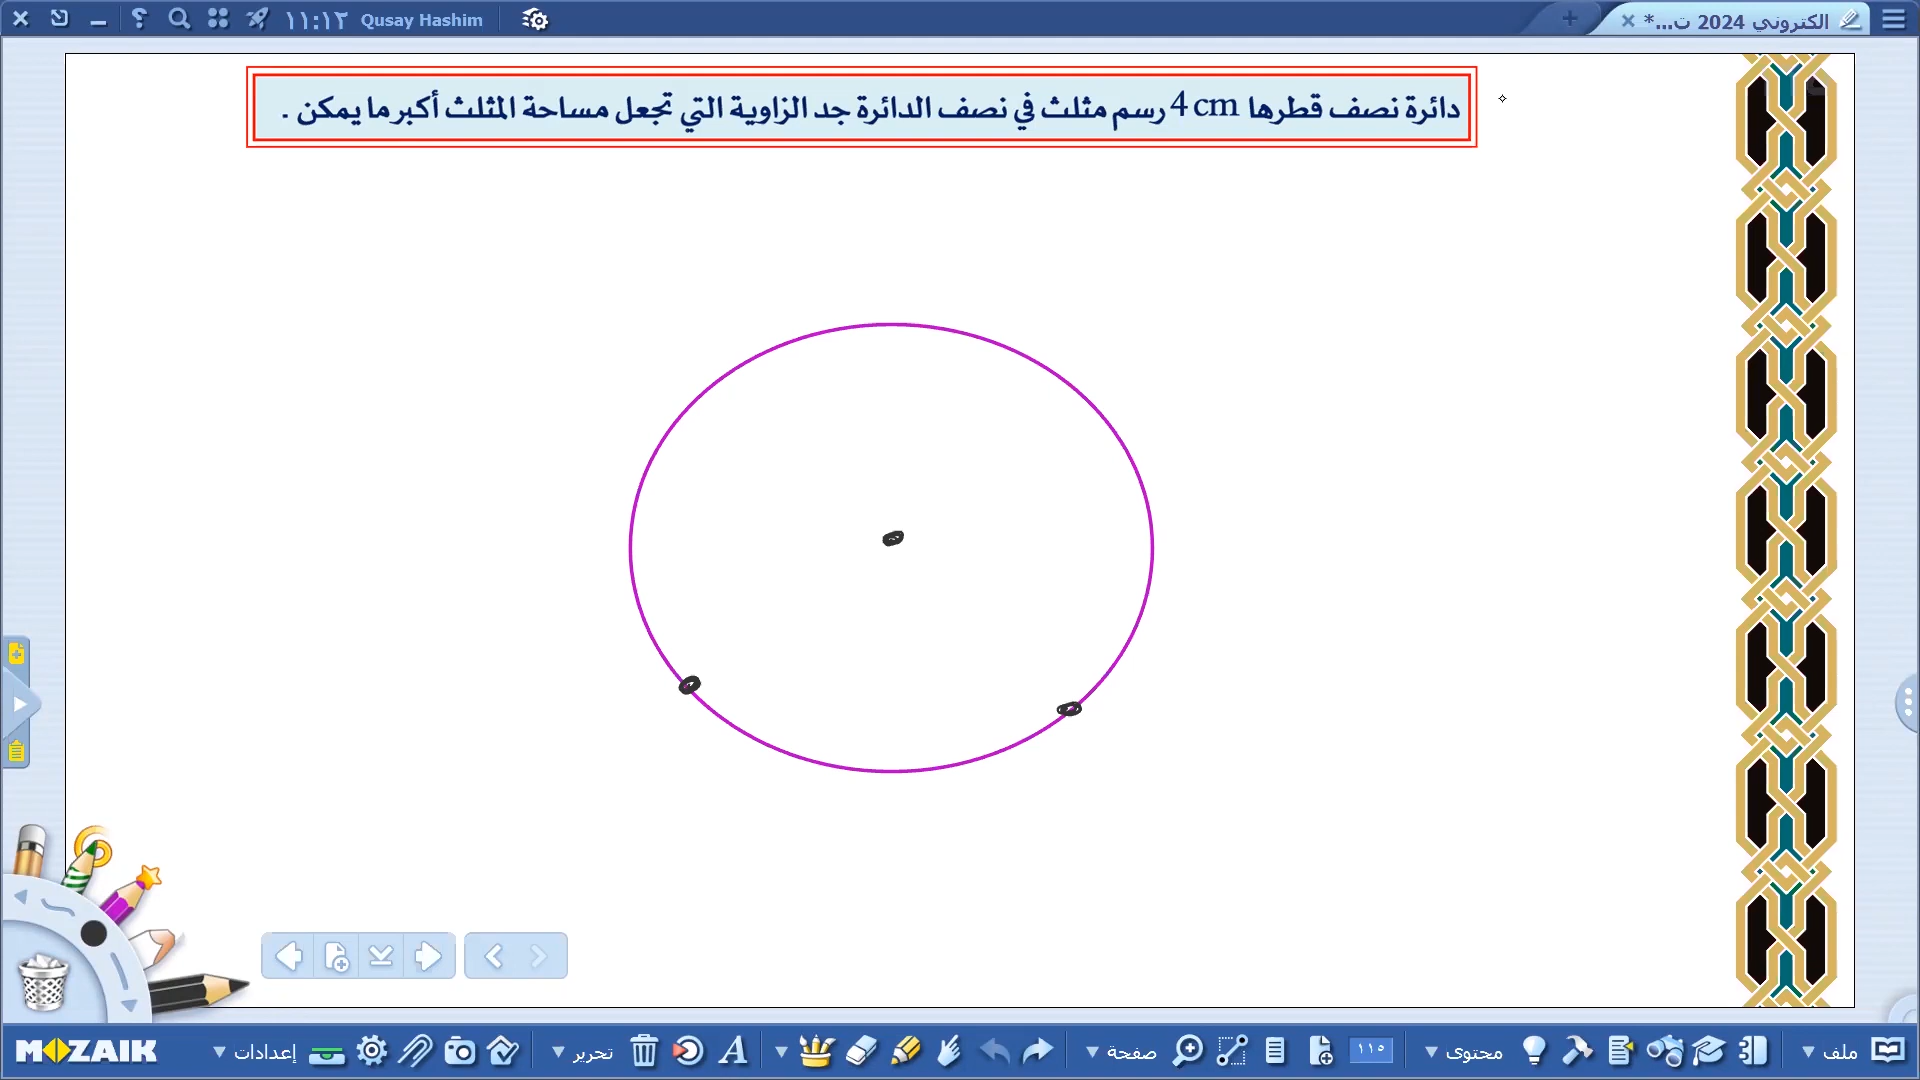 ١١:١٢ Qusay Hashim
الكتروني 2024 ت...*
دائرة نصف قطرها 4 cm رسم مثلث في نصف الدائرة جد الزاوية التي تجعل مساحة المثلث أكبر ما يمكن .
MOZAIK
إعدادات
تحرير
صفحة
١١٥
محتوى
ملف